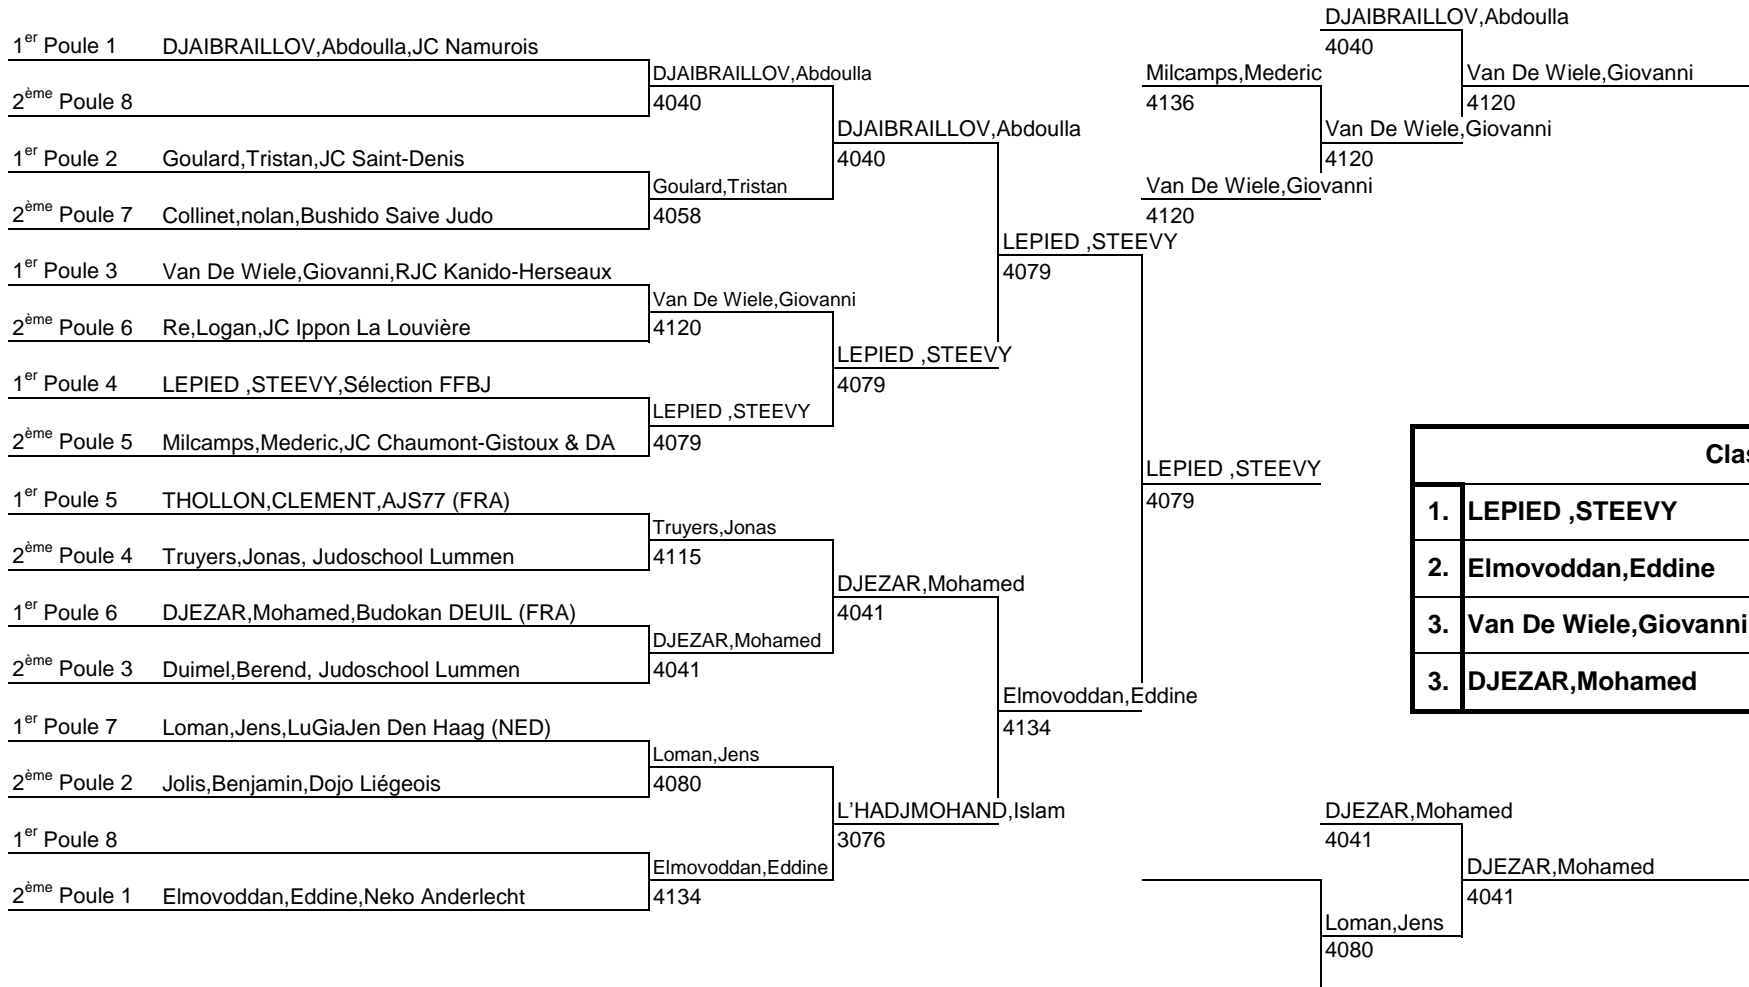 DJAIBRAILLOV,Abdoulla
1er Poule 1 DJAIBRAILLOV,Abdoulla,JC Namurois
4040
DJAIBRAILLOV,Abdoulla
Milcamps,Mederic
Van De Wiele,Giovanni
2ème Poule 8
4040
4136
4120
DJAIBRAILLOV,Abdoulla
Van De Wiele,Giovanni
1er Poule 2 Goulard,Tristan,JC Saint-Denis
4040
4120
Goulard,Tristan
Van De Wiele,Giovanni
2ème Poule 7 Collinet,nolan,Bushido Saive Judo
4058
4120
LEPIED ,STEEVY
1er Poule 3 Van De Wiele,Giovanni,RJC Kanido-Herseaux
4079
Van De Wiele,Giovanni
2ème Poule 6 Re,Logan,JC Ippon La Louvière
4120
LEPIED ,STEEVY
1er Poule 4 LEPIED ,STEEVY,Sélection FFBJ
4079
LEPIED ,STEEVY
2ème Poule 5 Milcamps,Mederic,JC Chaumont-Gistoux & DA
4079
Clas
LEPIED ,STEEVY
1er Poule 5 THOLLON,CLEMENT,AJS77 (FRA)
4079
1. LEPIED ,STEEVY
Truyers,Jonas
2ème Poule 4 Truyers,Jonas, Judoschool Lummen
4115
2. Elmovoddan,Eddine
DJEZAR,Mohamed
1er Poule 6 DJEZAR,Mohamed,Budokan DEUIL (FRA)
4041
3. Van De Wiele,Giovanni
DJEZAR,Mohamed
2ème Poule 3 Duimel,Berend, Judoschool Lummen
4041
3. DJEZAR,Mohamed
Elmovoddan,Eddine
1er Poule 7 Loman,Jens,LuGiaJen Den Haag (NED)
4134
Loman,Jens
2ème Poule 2 Jolis,Benjamin,Dojo Liégeois
4080
L'HADJMOHAND,Islam
DJEZAR,Mohamed
1er Poule 8
3076
4041
Elmovoddan,Eddine
DJEZAR,Mohamed
2ème Poule 1 Elmovoddan,Eddine,Neko Anderlecht
4134
4041
Loman,Jens
4080